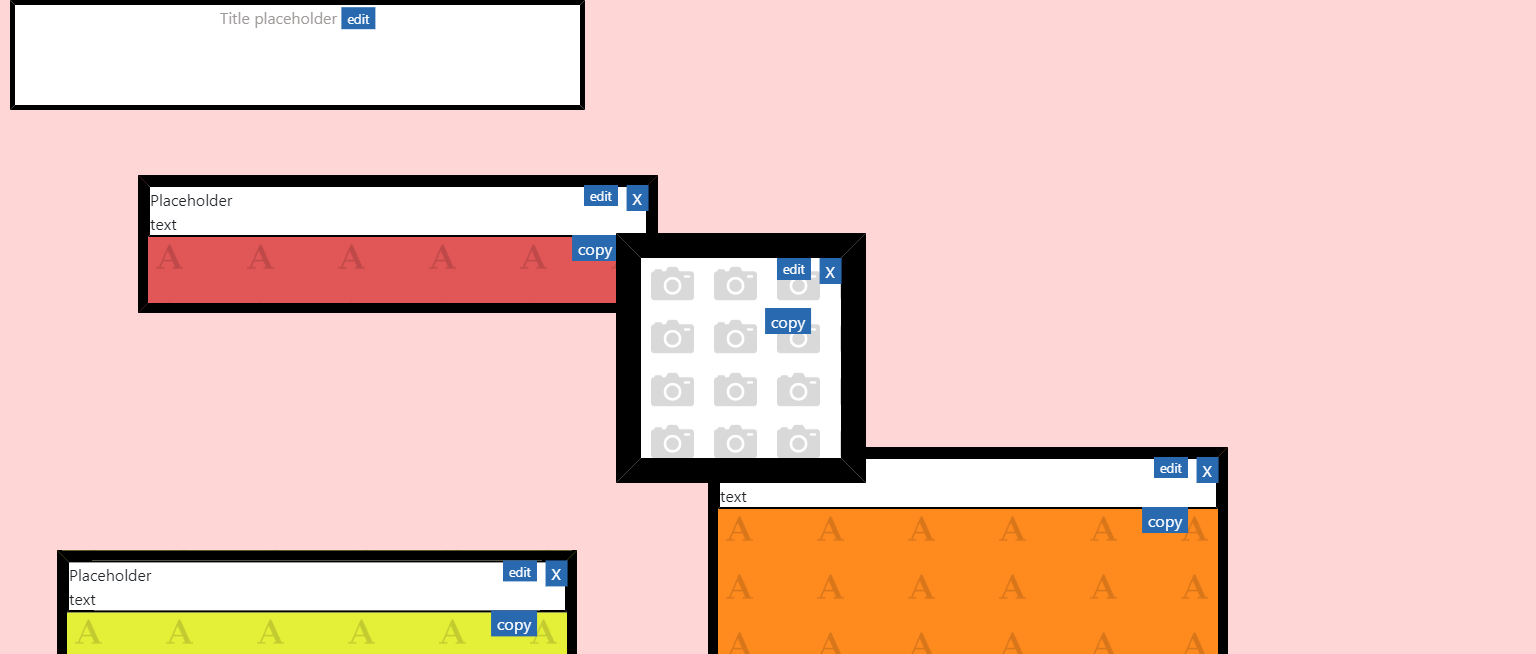 Title placeholder edit
Placeholder edit X
text
A A A A A copy
edit X
copy
edit X
text
A A A A A A copy
A A A A A A
A A A A A A
Placeholder edit X
text
A A A A A A copy